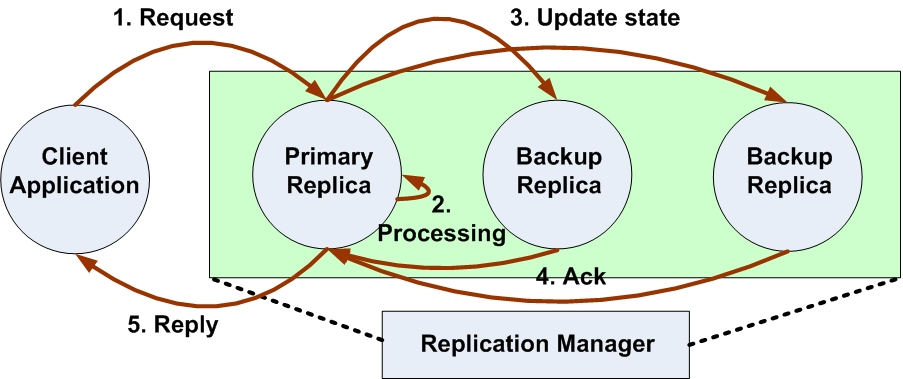 1. Request
3. Update state
Client
Application
Primary
Replica
Backup
Replica
Backup
Replica
2.
Processing
4. Ack
5. Reply
Replication Manager